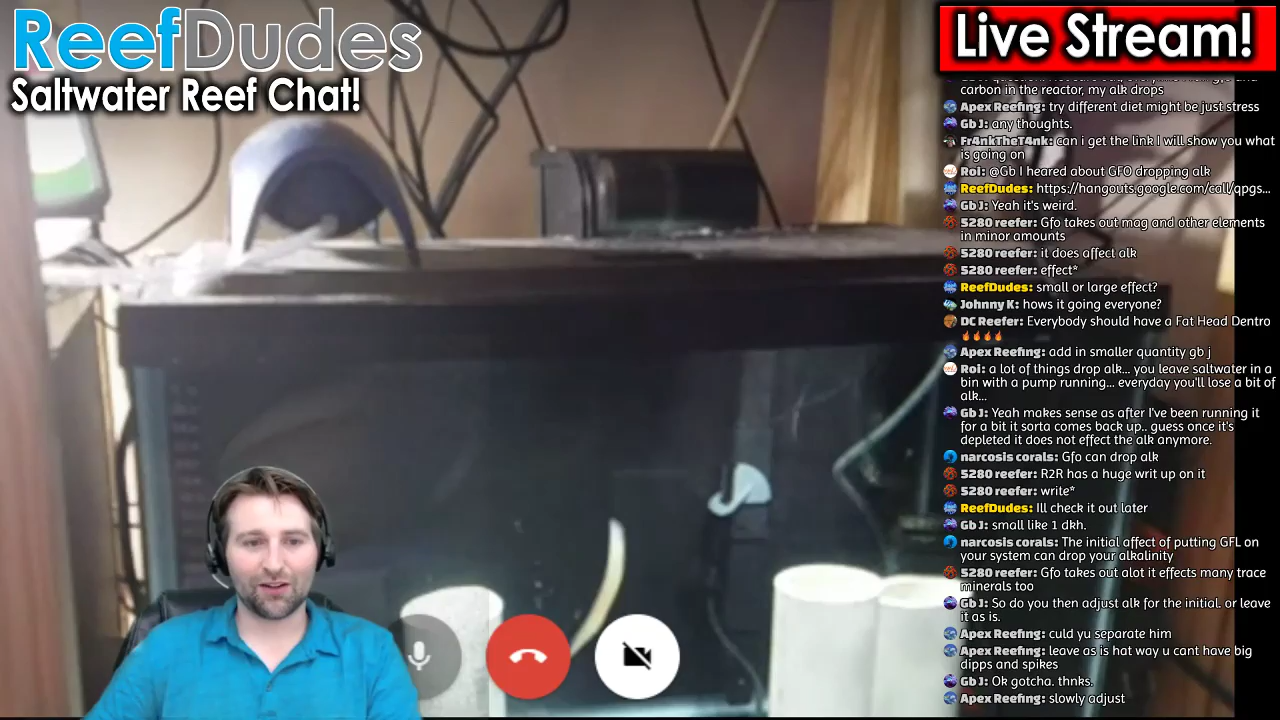 ReefDudes
Saltwater Reef Chat!
Live Stream!
carbon in the reactor, my alk drops
Apex Reefing: try different diet might be just stress
Gb J: any thoughts.
Fr4nkTheT4nk: can i get the link I will show you what
is going on
Roi: @Gb I heared about GFO dropping alk
ReefDudes: https://hangouts.google.com/call/qpgs...
Gb J: Yeah it's weird.
5280 reefer: Gfo takes out mag and other elements
in minor amounts
5280 reefer: it does affect alk
5280 reefer: effect*
ReefDudes: small or large effect?
Johnny K: hows it going everyone?
DC Reefer: Everybody should have a Fat Head Dentro
🔥🔥🔥🔥
Apex Reefing: add in smaller quantity gb j
Roi: a lot of things drop alk... you leave saltwater in a
bin with a pump running... everyday you'll lose a bit of
alk...
Gb J: Yeah makes sense as after I've been running it
for a bit it sorta comes back up.. guess once it's
depleted it does not effect the alk anymore.
narcosis corals: Gfo can drop alk
5280 reefer: R2R has a huge writ up on it
5280 reefer: write*
ReefDudes: Ill check it out later
Gb J: small like 1 dkh.
narcosis corals: The initial affect of putting GFL on
your system can drop your alkalinity
5280 reefer: Gfo takes out alot it effects many trace
minerals too
Gb J: So do you then adjust alk for the initial. or leave
it as is.
Apex Reefing: culd yu separate him
Apex Reefing: leave as is hat way u cant have big
dipps and spikes
Gb J: Ok gotcha. thnks.
Apex Reefing: slowly adjust